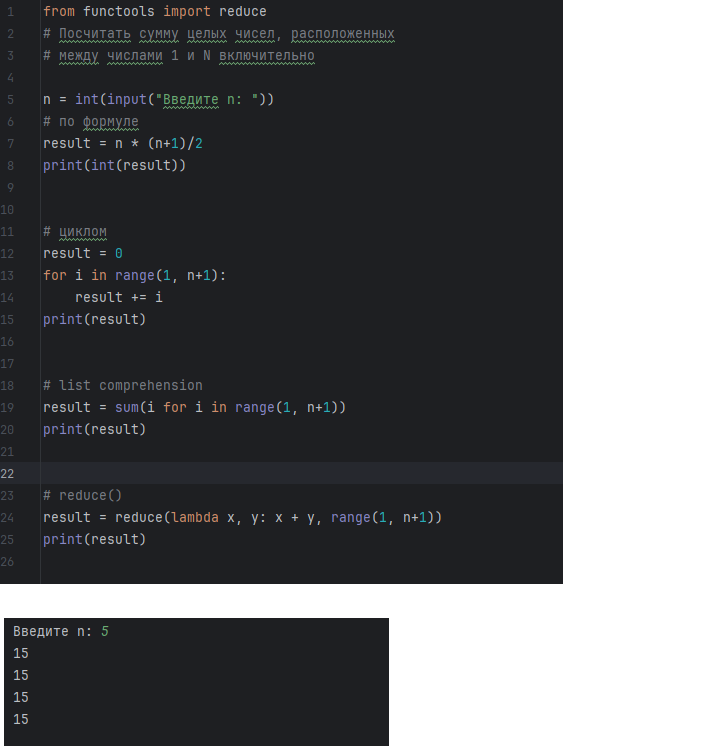 1 from functools import reduce
2 # Посчитать сумму целых чисел, расположенных
3 # между числами 1 и N включительно
4
5 n = int(input("Введите n: "))
6 # по формуле
7 result = n * (n+1)/2
8 print(int(result))
9
10
11 # циклом
12 result = 0
13 for i in range(1, n+1):
14     result += i
15 print(result)
16
17
18 # list comprehension
19 result = sum(i for i in range(1, n+1))
20 print(result)
21
22
23 # reduce()
24 result = reduce(lambda x, y: x + y, range(1, n+1))
25 print(result)
26
Введите n: 5
15
15
15
15